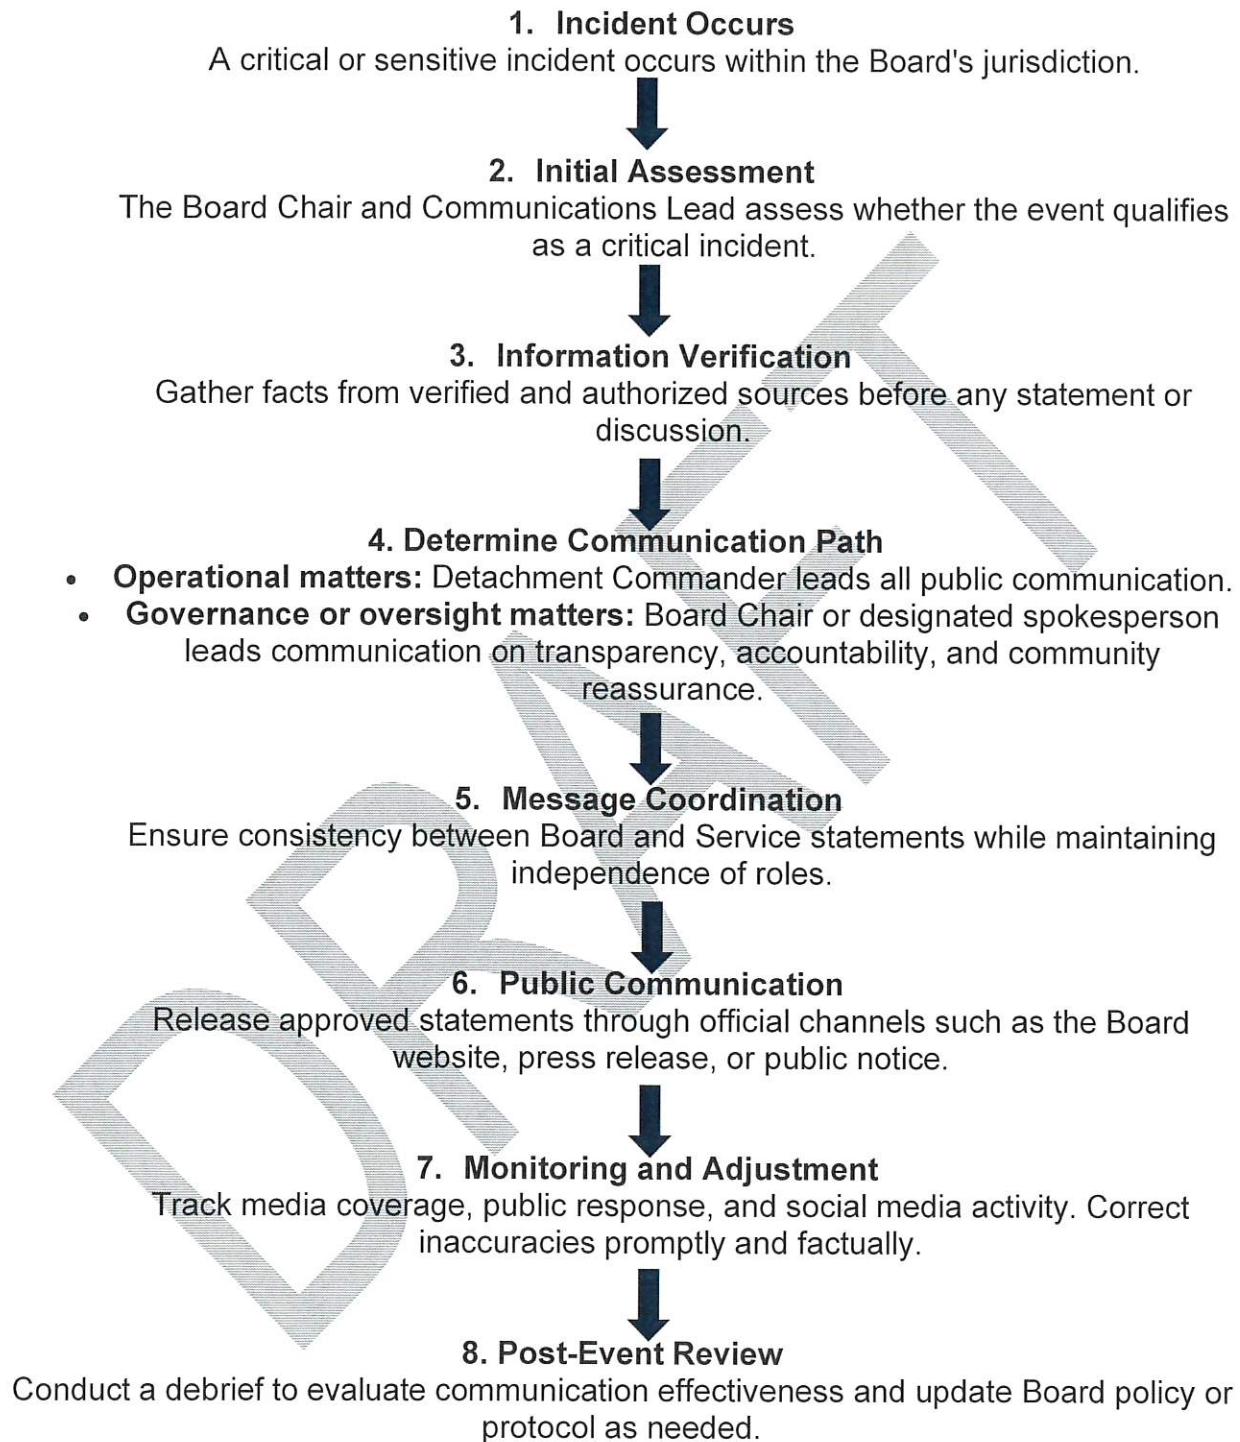 1. Incident Occurs
A critical or sensitive incident occurs within the Board's jurisdiction.
2. Initial Assessment
The Board Chair and Communications Lead assess whether the event qualifies
as a critical incident.
3. Information Verification
Gather facts from verified and authorized sources before any statement or
discussion.
4. Determine Communication Path
• Operational matters: Detachment Commander leads all public communication.
• Governance or oversight matters: Board Chair or designated spokesperson
leads communication on transparency, accountability, and community
reassurance.
5. Message Coordination
Ensure consistency between Board and Service statements while maintaining
independence of roles.
6. Public Communication
Release approved statements through official channels such as the Board
website, press release, or public notice.
7. Monitoring and Adjustment
Track media coverage, public response, and social media activity. Correct
inaccuracies promptly and factually.
8. Post-Event Review
Conduct a debrief to evaluate communication effectiveness and update Board policy or
protocol as needed.
DRAFT